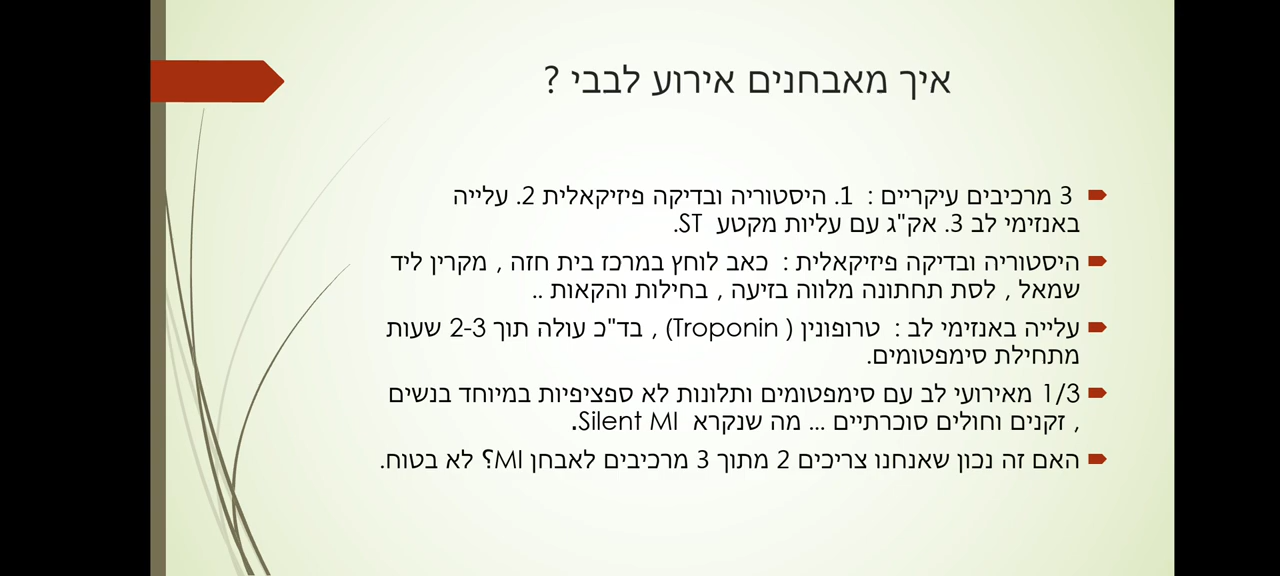 איך מאבחנים אירוע לבבי ?
3 מרכיבים עיקריים : 1. היסטוריה ובדיקה פיזיקאלית 2. עלייה
באנזימי לב 3. אק"ג עם עליות מקטע ST.
היסטוריה ובדיקה פיזיקאלית : כאב לוחץ במרכז בית חזה , מקרין ליד
שמאל , לסת תחתונה מלווה בזיעה , בחילות והקאות ..
עלייה באנזימי לב : טרופונין ( Troponin) , בד"כ עולה תוך 2-3 שעות
מתחילת סימפטומים.
1/3 מאירועי לב עם סימפטומים ותלונות לא ספציפיות במיוחד בנשים
, זקנים וחולים סוכרתיים ... מה שנקרא Silent MI.
האם זה נכון שאנחנו צריכים 2 מתוך 3 מרכיבים לאבחן MI؟ לא בטוח.